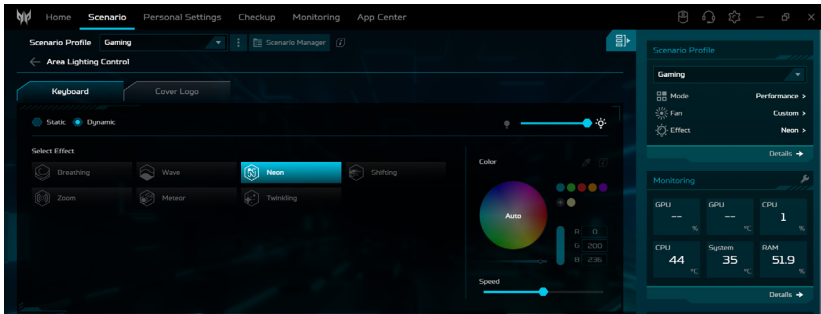 Home Scenario Personal Settings Checkup Monitoring App Center
Scenario Profile Gaming Scenario Manager
Area Lighting Control
Keyboard Cover Logo
Static Dynamic
Select Effect
Breathing Wave Neon Shifting
Zoom Meteor Twinkling
Color
Auto
R 0
G 200
B 236
Speed
Scenario Profile
Gaming
Mode Performance >
Fan Custom >
Effect Neon >
Details
Monitoring
GPU GPU CPU
-- -- 1
% °C %
CPU System RAM
44 35 51.9
°C °C %
Details